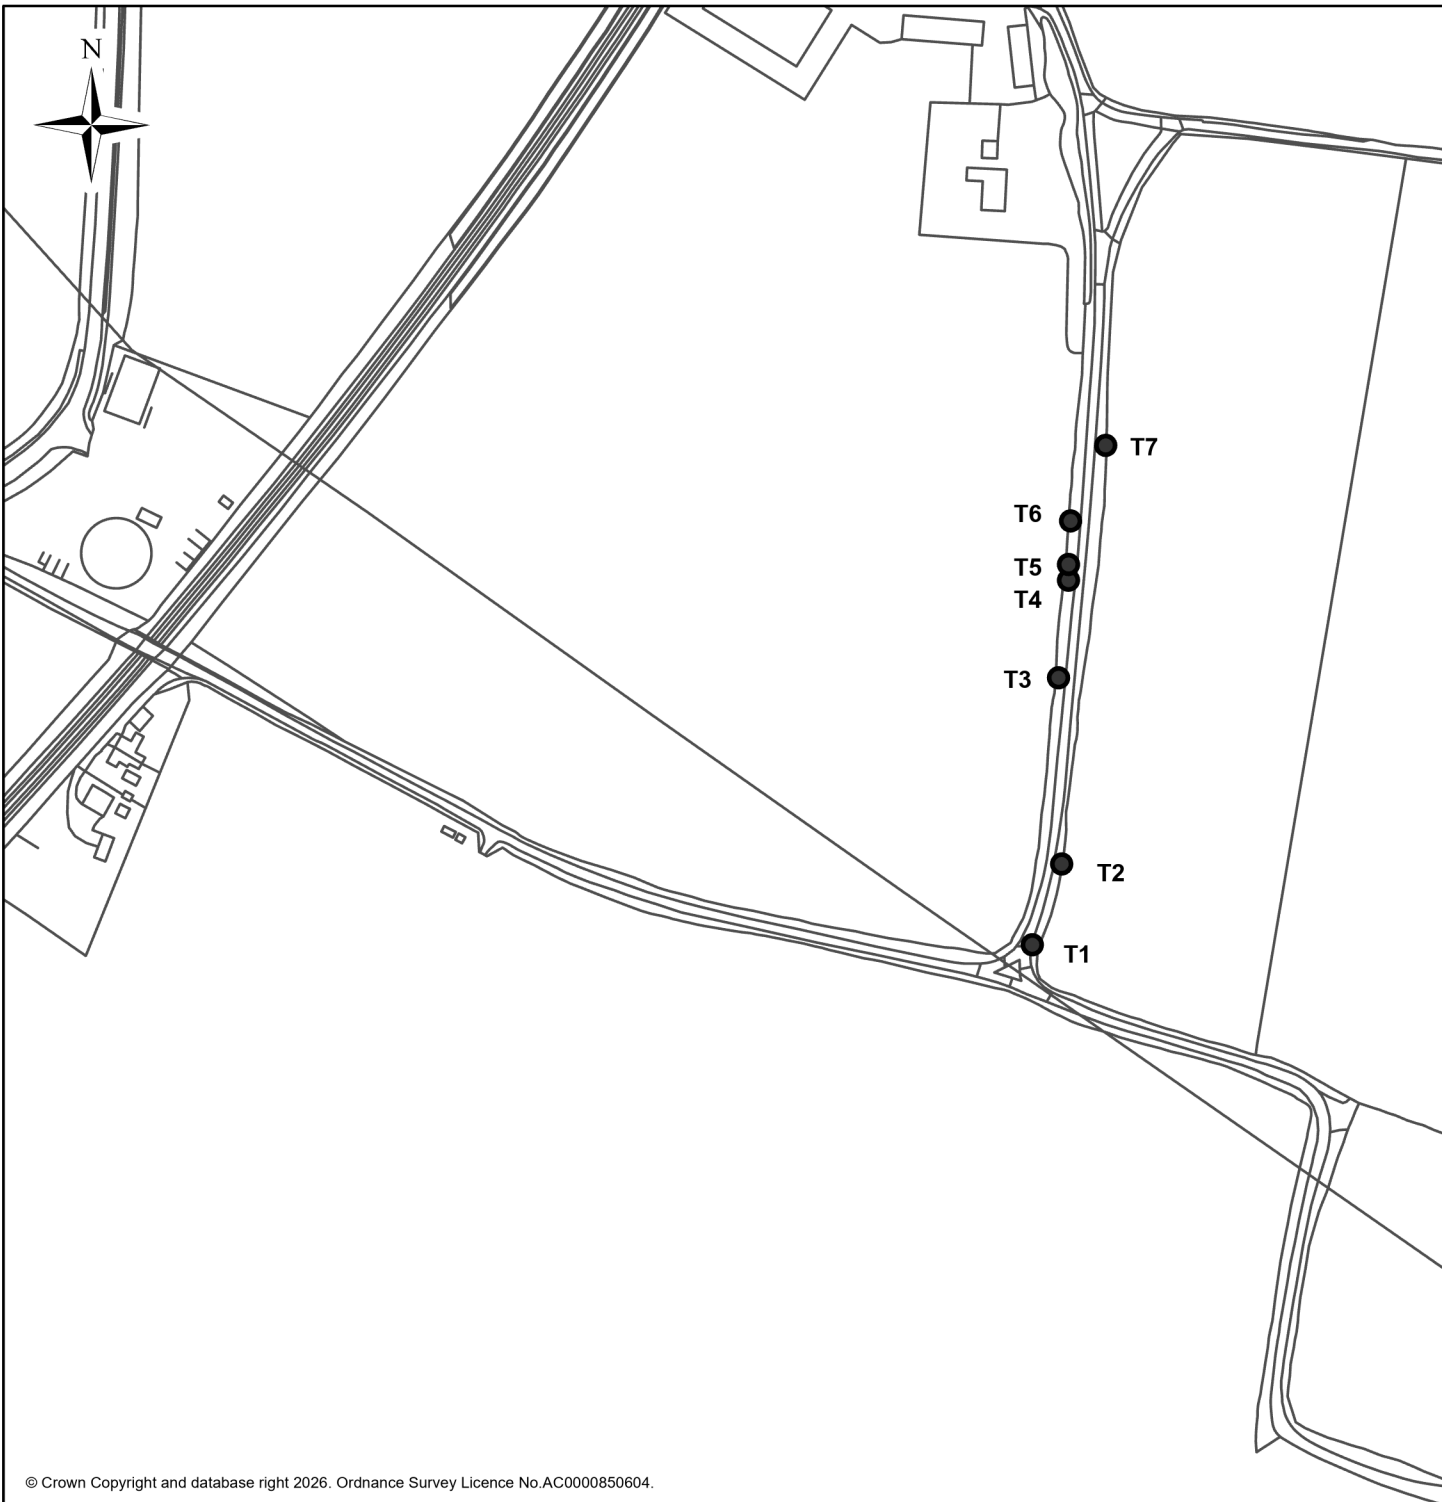 N
T7
T6
T5
T4
T3
T2
T1
© Crown Copyright and database right 2026. Ordnance Survey Licence No.AC0000850604.